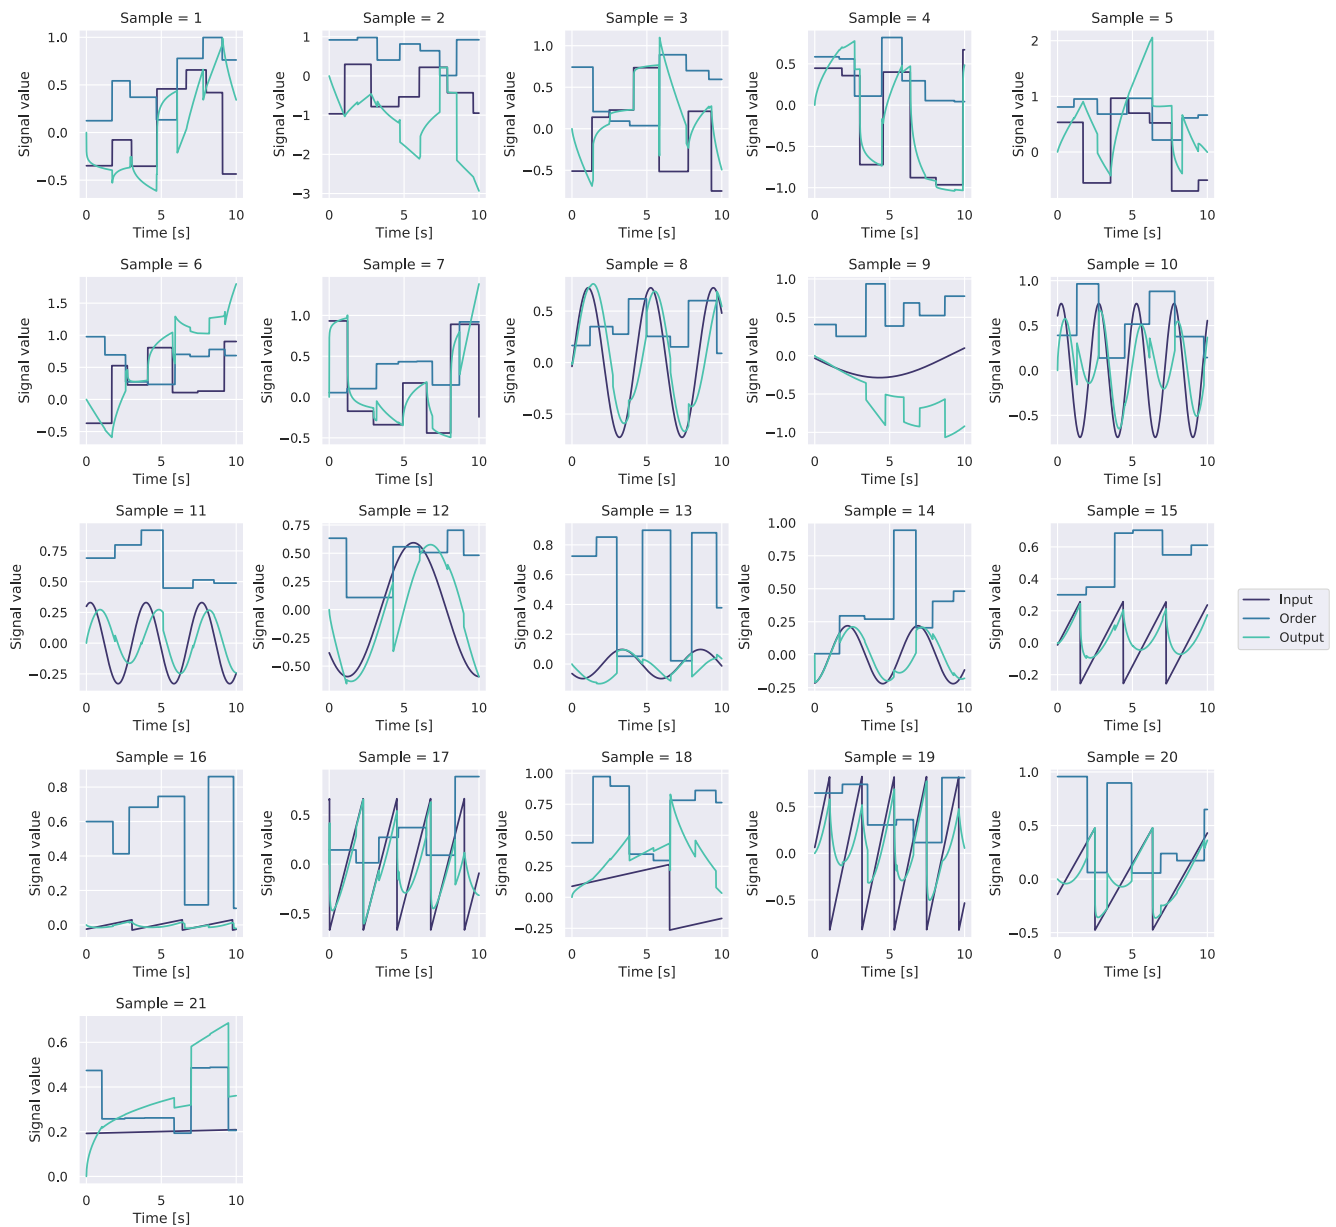 Sample = 1
Sample = 2
Sample = 3
Sample = 4
Sample = 5
Signal value
1.0
0.5
0.0
−0.5
0
5
10
Time [s]
Signal value
1
0
−1
−2
−3
0
5
10
Time [s]
Signal value
1.0
0.5
0.0
−0.5
0
5
10
Time [s]
Signal value
0.5
0.0
−0.5
−1.0
0
5
10
Time [s]
Signal value
2
1
0
0
5
10
Time [s]
Sample = 6
Sample = 7
Sample = 8
Sample = 9
Sample = 10
Signal value
1.5
1.0
0.5
0.0
−0.5
0
5
10
Time [s]
Signal value
1.0
0.5
0.0
−0.5
0
5
10
Time [s]
Signal value
0.5
0.0
−0.5
0
5
10
Time [s]
Signal value
1.0
0.5
0.0
−0.5
−1.0
0
5
10
Time [s]
Signal value
1.0
0.5
0.0
−0.5
0
5
10
Time [s]
Sample = 11
Sample = 12
Sample = 13
Sample = 14
Sample = 15
Signal value
0.75
0.50
0.25
0.00
−0.25
0
5
10
Time [s]
Signal value
0.75
0.50
0.25
0.00
−0.25
−0.50
0
5
10
Time [s]
Signal value
0.8
0.6
0.4
0.2
0.0
0
5
10
Time [s]
Signal value
1.00
0.75
0.50
0.25
0.00
−0.25
0
5
10
Time [s]
Signal value
0.6
0.4
0.2
0.0
−0.2
0
5
10
Time [s]
Input
Order
Output
Sample = 16
Sample = 17
Sample = 18
Sample = 19
Sample = 20
Signal value
0.8
0.6
0.4
0.2
0.0
0
5
10
Time [s]
Signal value
0.5
0.0
−0.5
0
5
10
Time [s]
Signal value
1.00
0.75
0.50
0.25
0.00
−0.25
0
5
10
Time [s]
Signal value
0.5
0.0
−0.5
0
5
10
Time [s]
Signal value
1.0
0.5
0.0
−0.5
0
5
10
Time [s]
Sample = 21
Signal value
0.6
0.4
0.2
0.0
0
5
10
Time [s]